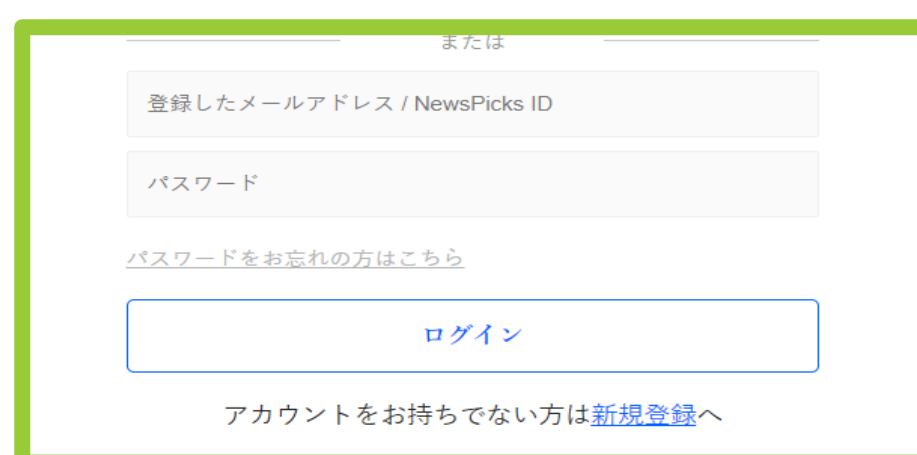 または
登録したメールアドレス / NewsPicks ID
パスワード
パスワードをお忘れの方はこちら
ログイン
アカウントをお持ちでない方は新規登録へ